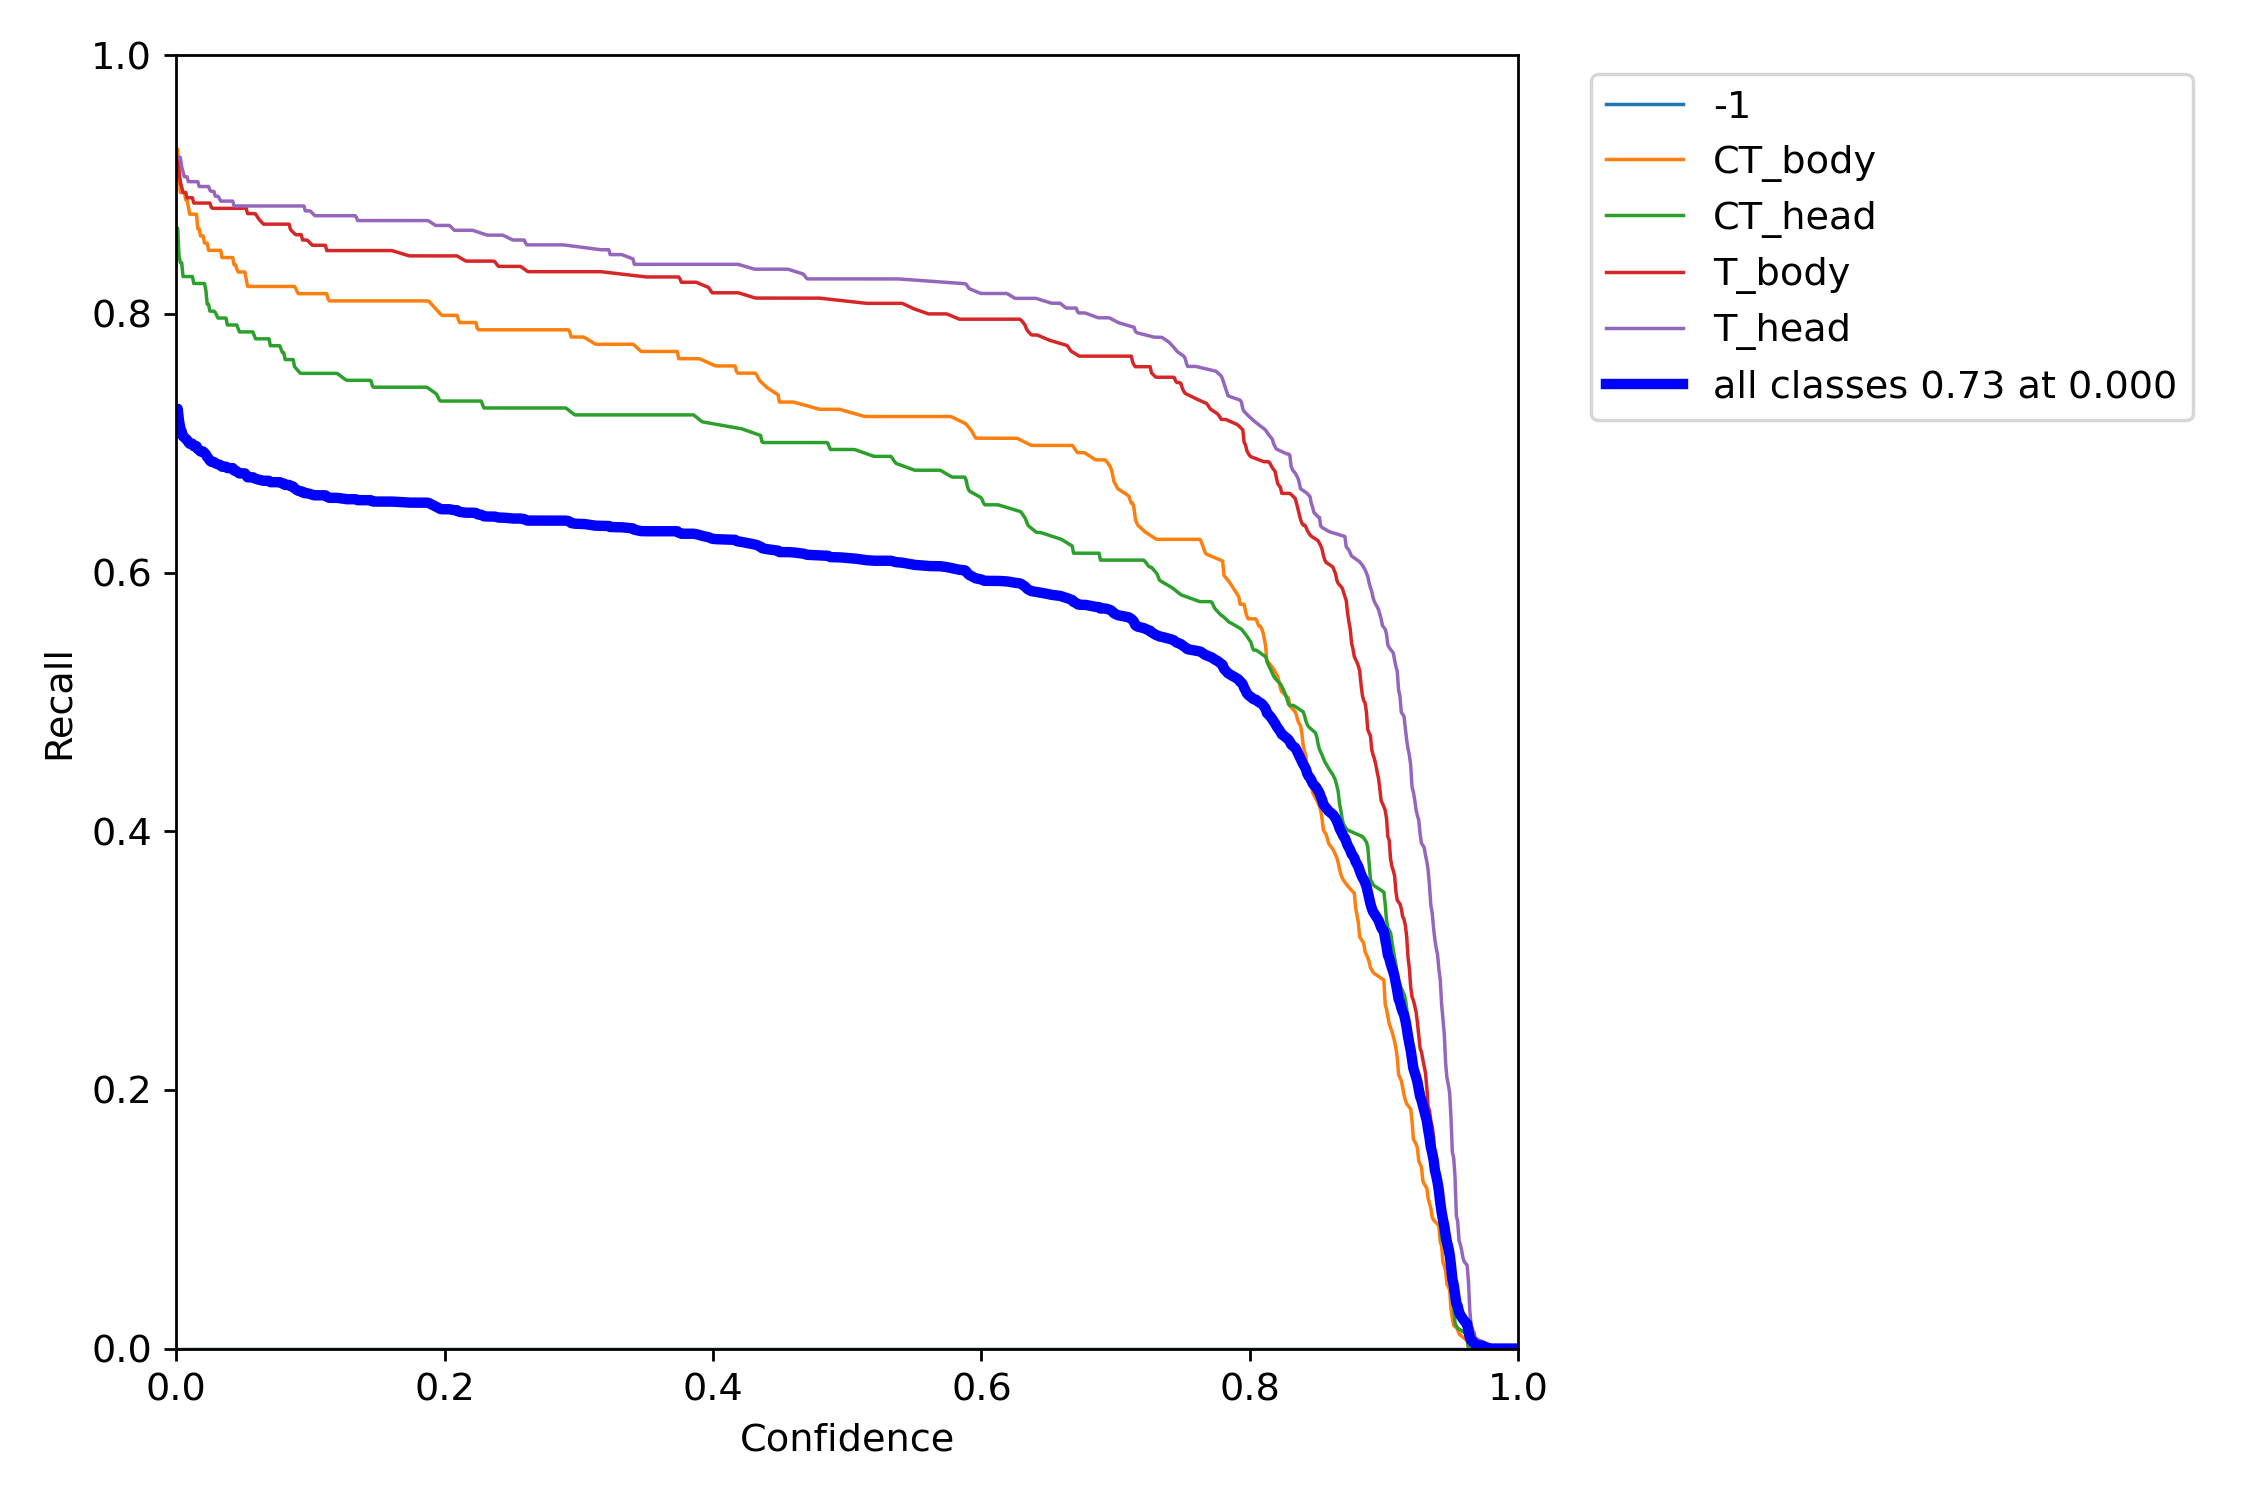 1.0
0.8
0.6
0.4
0.2
0.0
Recall
0.0 0.2 0.4 0.6 0.8 1.0
Confidence
-1
CT_body
CT_head
T_body
T_head
all classes 0.73 at 0.000